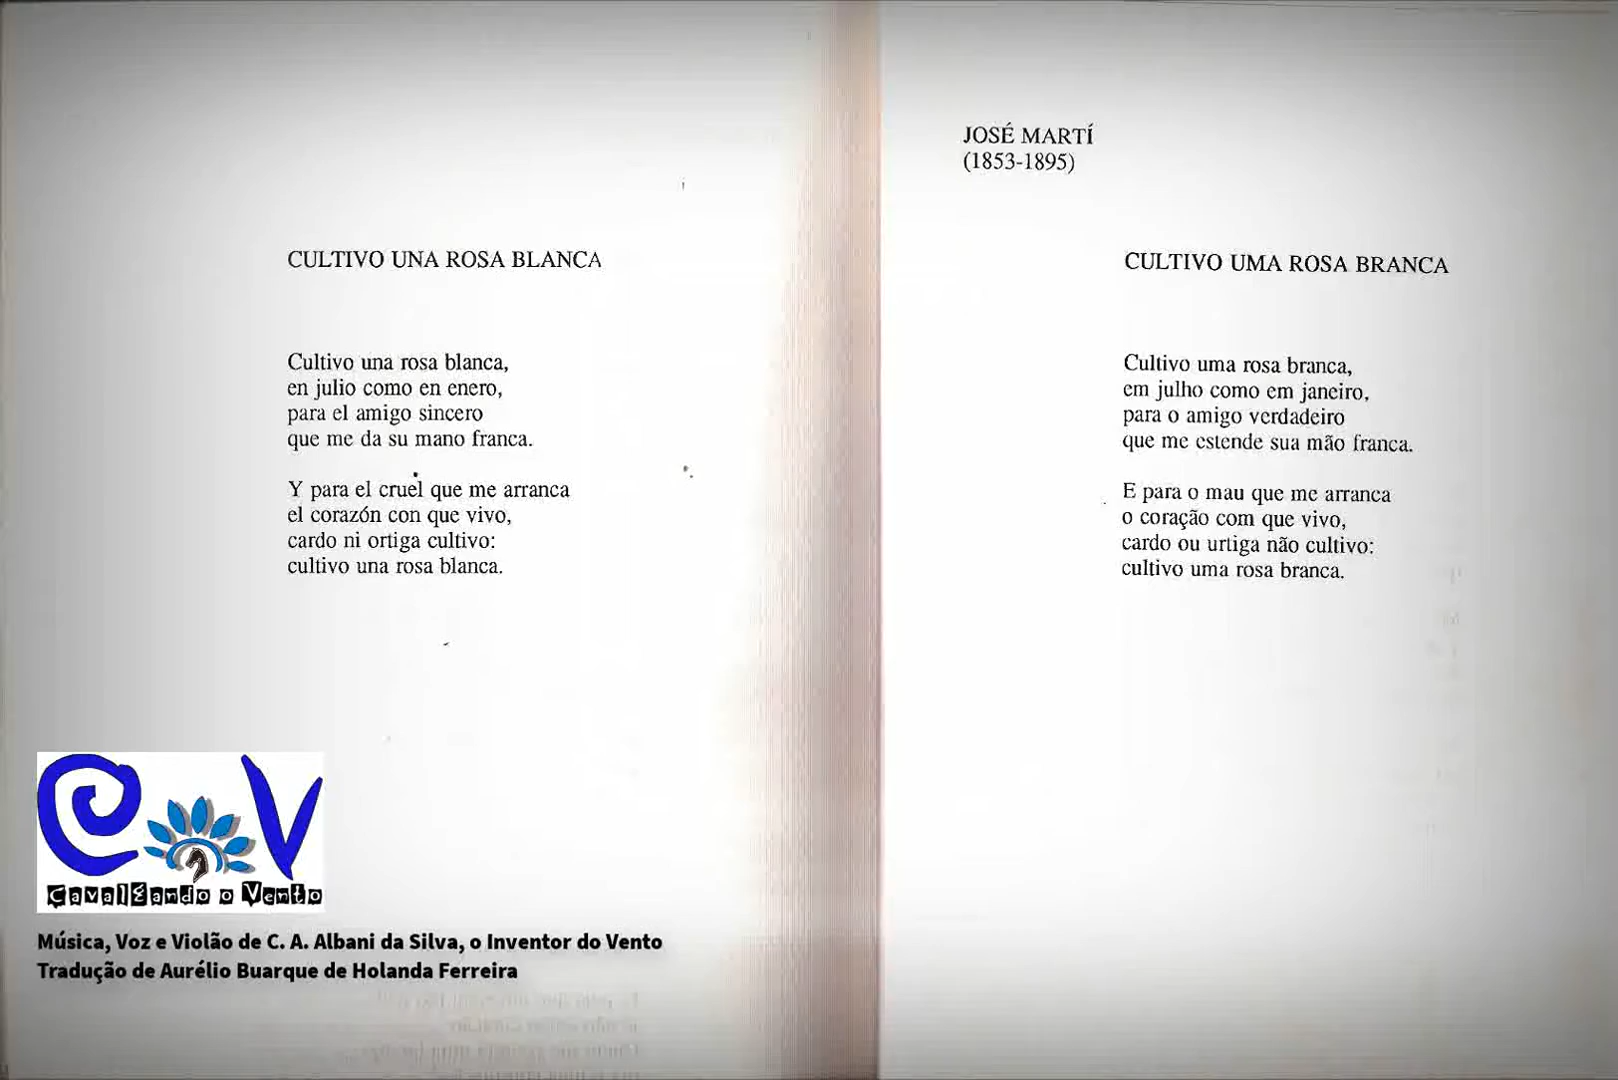 CULTIVO UNA ROSA BLANCA
Cultivo una rosa blanca,
en julio como en enero,
para el amigo sincero
que me da su mano franca.
Y para el cruel que me arranca
el corazón con que vivo,
cardo ni ortiga cultivo:
cultivo una rosa blanca.
JOSÉ MARTÍ
(1853-1895)
CULTIVO UMA ROSA BRANCA
Cultivo uma rosa branca,
em julho como em janeiro,
para o amigo verdadeiro
que me estende sua mão franca.
E para o mau que me arranca
o coração com que vivo,
cardo ou urtiga não cultivo:
cultivo uma rosa branca.
CV
Cavalgando o Vento
Música, Voz e Violão de C. A. Albani da Silva, o Inventor do Vento
Tradução de Aurélio Buarque de Holanda Ferreira